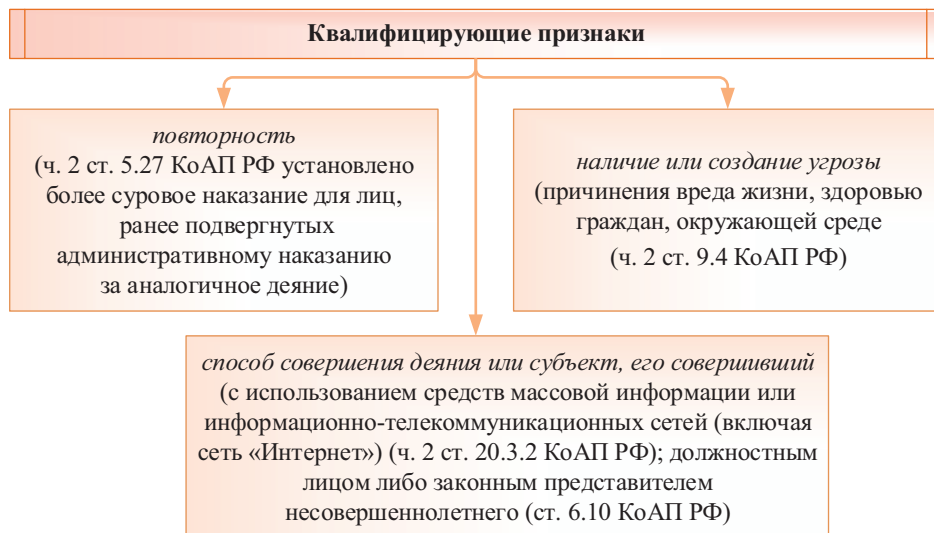 Квалифицирующие признаки
повторность
(ч. 2 ст. 5.27 КоАП РФ установлено
более суровое наказание для лиц,
ранее подвергнутых
административному наказанию
за аналогичное деяние)
наличие или создание угрозы
(причинения вреда жизни, здоровью
граждан, окружающей среде
(ч. 2 ст. 9.4 КоАП РФ)
способ совершения деяния или субъект, его совершивший
(с использованием средств массовой информации или
информационно-телекоммуникационных сетей (включая
сеть «Интернет») (ч. 2 ст. 20.3.2 КоАП РФ); должностным
лицом либо законным представителем
несовершеннолетнего (ст. 6.10 КоАП РФ)